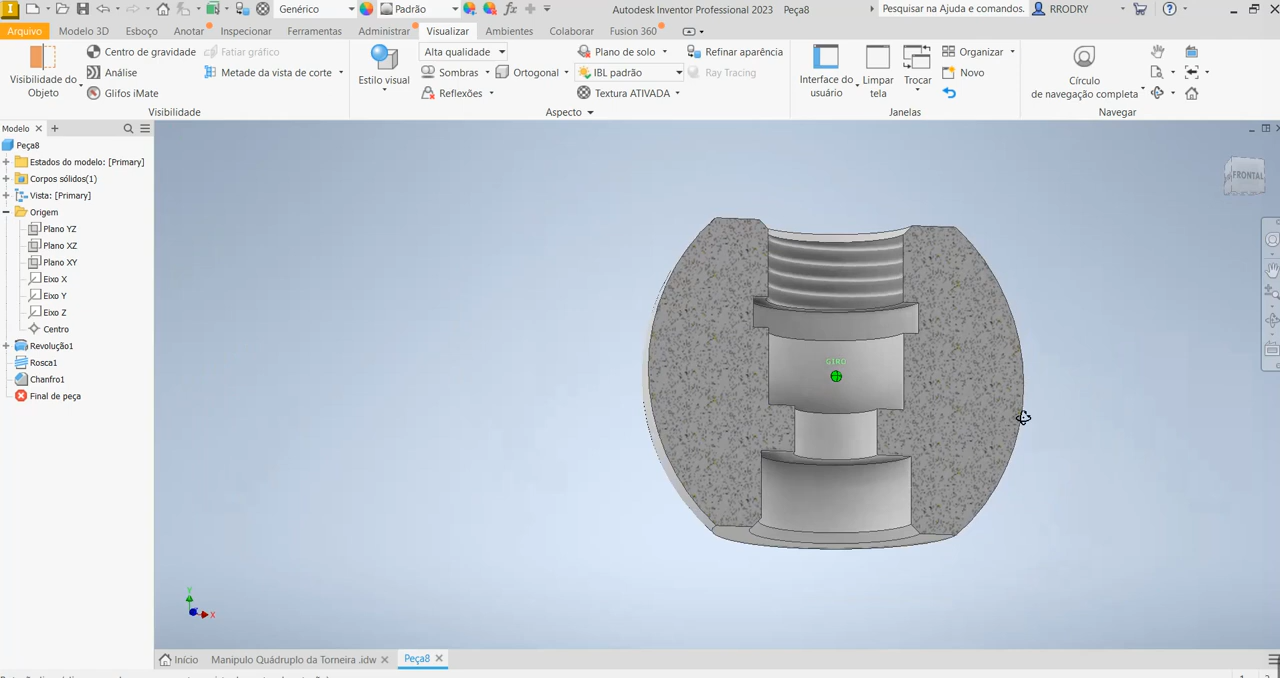 Genérico Padrão Autodesk Inventor Professional 2023 Peça8 Pesquisar na Ajuda e comandos. RRODRY
Arquivo Modelo 3D Esboço Anotar Inspecionar Ferramentas Administrar Visualizar Ambientes Colaborar Fusion 360
Visibilidade do Objeto
Centro de gravidade
Análise
Glifos iMate
Fatiar gráfico
Metade da vista de corte
Visibilidade
Estilo visual
Alta qualidade
Sombras
Reflexões
Ortogonal
Plano de solo
IBL padrão
Textura ATIVADA
Refinar aparência
Ray Tracing
Aspecto
Interface do usuário
Limpar tela
Trocar
Organizar
Novo
Janelas
Círculo de navegação completa
Navegar
Modelo
Peça8
Estados do modelo: [Primary]
Corpos sólidos(1)
Vista: [Primary]
Origem
Plano YZ
Plano XZ
Plano XY
Eixo X
Eixo Y
Eixo Z
Centro
Revolução1
Rosca1
Chanfro1
Final de peça
FRONTAL
GIRO
Y
X
Início Manipulo Quádruplo da Torneira .idw Peça8